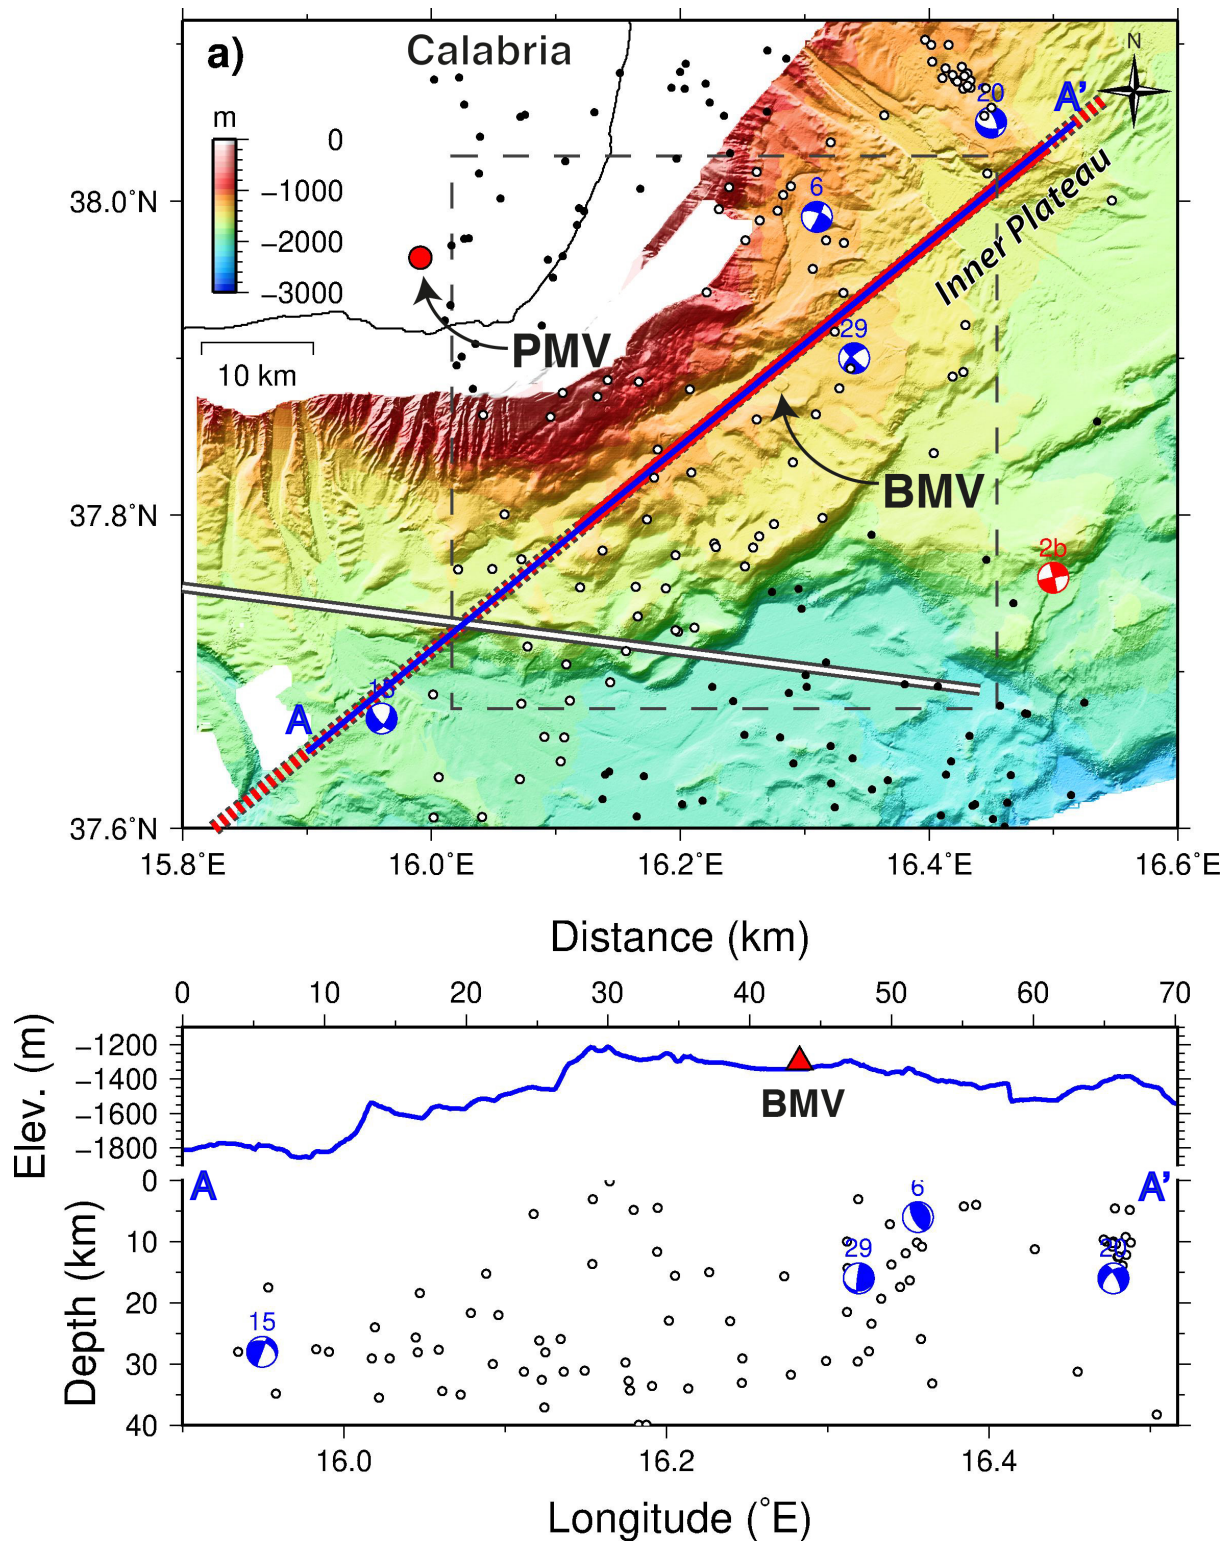 a)
Calabria
N
m
0
−1000
−2000
−3000
10 km
38.0°N
37.8°N
37.6°N
20
A'
6
Inner Plateau
PMV
29
BMV
2b
15
A
15.8°E
16.0°E
16.2°E
16.4°E
16.6°E
Distance (km)
0
10
20
30
40
50
60
70
Elev. (m)
−1200
−1400
−1600
−1800
BMV
A
A'
Depth (km)
0
10
20
30
40
6
29
20
15
16.0
16.2
16.4
Longitude (°E)